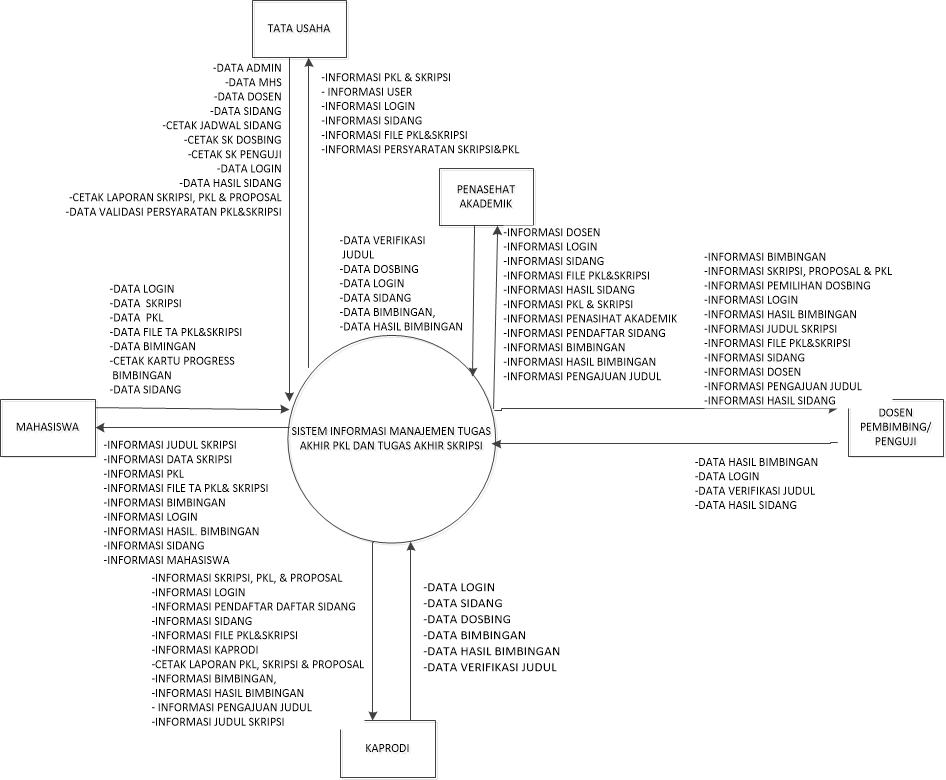 TATA USAHA
-DATA ADMIN
-DATA MHS
-DATA DOSEN
-DATA SIDANG
-CETAK JADWAL SIDANG
-CETAK SK DOSBING
-CETAK SK PENGUJI
-DATA LOGIN
-DATA HASIL SIDANG
-CETAK LAPORAN SKRIPSI, PKL & PROPOSAL
-DATA VALIDASI PERSYARATAN PKL&SKRIPSI
-INFORMASI PKL & SKRIPSI
- INFORMASI USER
-INFORMASI LOGIN
-INFORMASI SIDANG
-INFORMASI FILE PKL&SKRIPSI
-INFORMASI PERSYARATAN SKRIPSI&PKL
PENASEHAT
AKADEMIK
-DATA VERIFIKASI
JUDUL
-DATA DOSBING
-DATA LOGIN
-DATA SIDANG
-DATA BIMBINGAN,
-DATA HASIL BIMBINGAN
-INFORMASI DOSEN
-INFORMASI LOGIN
-INFORMASI SIDANG
-INFORMASI FILE PKL&SKRIPSI
-INFORMASI HASIL SIDANG
-INFORMASI PKL & SKRIPSI
-INFORMASI PENASIHAT AKADEMIK
-INFORMASI PENDAFTAR SIDANG
-INFORMASI BIMBINGAN
-INFORMASI HASIL BIMBINGAN
-INFORMASI PENGAJUAN JUDUL
-INFORMASI BIMBINGAN
-INFORMASI SKRIPSI, PROPOSAL & PKL
-INFORMASI PEMILIHAN DOSBING
-INFORMASI LOGIN
-INFORMASI HASIL BIMBINGAN
-INFORMASI JUDUL SKRIPSI
-INFORMASI FILE PKL&SKRIPSI
-INFORMASI SIDANG
-INFORMASI DOSEN
-INFORMASI PENGAJUAN JUDUL
-INFORMASI HASIL SIDANG
-DATA LOGIN
-DATA  SKRIPSI
-DATA  PKL
-DATA FILE TA PKL&SKRIPSI
-DATA BIMINGAN
-CETAK KARTU PROGRESS
BIMBINGAN
-DATA SIDANG
MAHASISWA
SISTEM INFORMASI MANAJEMEN TUGAS
AKHIR PKL DAN TUGAS AKHIR SKRIPSI
DOSEN
PEMBIMBING/
PENGUJI
-INFORMASI JUDUL SKRIPSI
-INFORMASI DATA SKRIPSI
-INFORMASI PKL
-INFORMASI FILE TA PKL& SKRIPSI
-INFORMASI BIMBINGAN
-INFORMASI LOGIN
-INFORMASI HASIL. BIMBINGAN
-INFORMASI SIDANG
-INFORMASI MAHASISWA
-DATA HASIL BIMBINGAN
-DATA LOGIN
-DATA VERIFIKASI JUDUL
-DATA HASIL SIDANG
-INFORMASI SKRIPSI, PKL, & PROPOSAL
-INFORMASI LOGIN
-INFORMASI PENDAFTAR DAFTAR SIDANG
-INFORMASI SIDANG
-INFORMASI FILE PKL&SKRIPSI
-INFORMASI KAPRODI
-CETAK LAPORAN PKL, SKRIPSI & PROPOSAL
-INFORMASI BIMBINGAN,
-INFORMASI HASIL BIMBINGAN
- INFORMASI PENGAJUAN JUDUL
-INFORMASI JUDUL SKRIPSI
-DATA LOGIN
-DATA SIDANG
-DATA DOSBING
-DATA BIMBINGAN
-DATA HASIL BIMBINGAN
-DATA VERIFIKASI JUDUL
KAPRODI